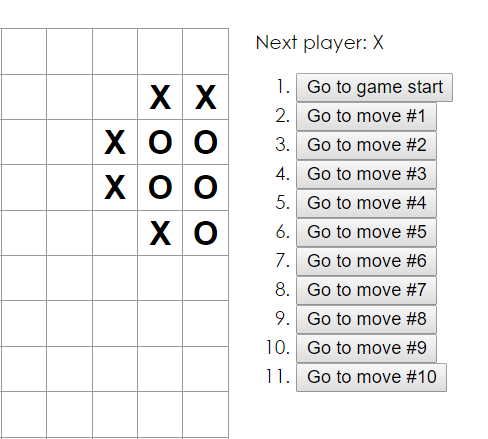 Next player: X
X X
X O O
X O O
X O
1. Go to game start
2. Go to move #1
3. Go to move #2
4. Go to move #3
5. Go to move #4
6. Go to move #5
7. Go to move #6
8. Go to move #7
9. Go to move #8
10. Go to move #9
11. Go to move #10